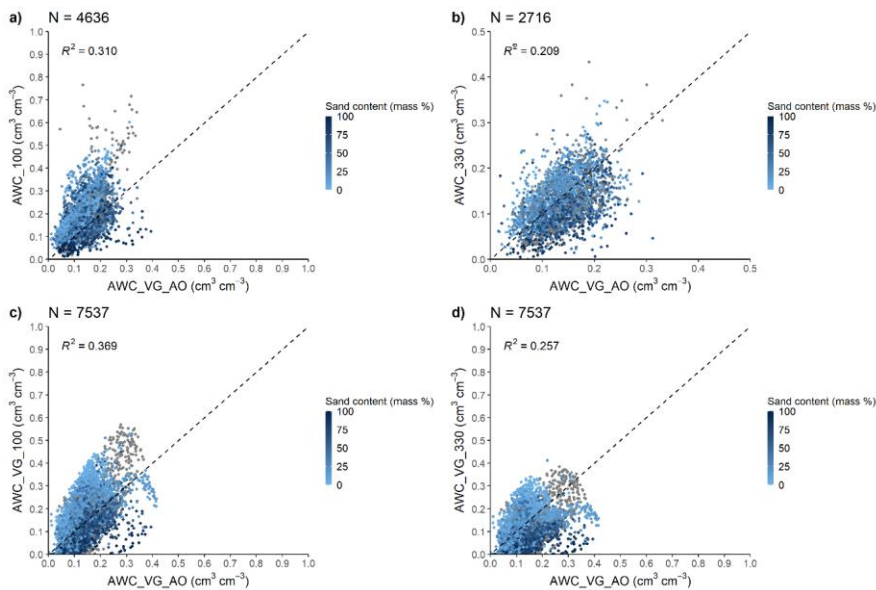 a) N = 4636
R² = 0.310
AWC_100 (cm³ cm⁻³)
1.0
0.9
0.8
0.7
0.6
0.5
0.4
0.3
0.2
0.1
0.0
0.0 0.1 0.2 0.3 0.4 0.5 0.6 0.7 0.8 0.9 1.0
AWC_VG_AO (cm³ cm⁻³)
Sand content (mass %)
100
75
50
25
0
b) N = 2716
R² = 0.209
AWC_330 (cm³ cm⁻³)
0.5
0.4
0.3
0.2
0.1
0.0
0.0 0.1 0.2 0.3 0.4 0.5
AWC_VG_AO (cm³ cm⁻³)
Sand content (mass %)
100
75
50
25
0
c) N = 7537
R² = 0.369
AWC_VG_100 (cm³ cm⁻³)
1.0
0.9
0.8
0.7
0.6
0.5
0.4
0.3
0.2
0.1
0.0
0.0 0.1 0.2 0.3 0.4 0.5 0.6 0.7 0.8 0.9 1.0
AWC_VG_AO (cm³ cm⁻³)
Sand content (mass %)
100
75
50
25
0
d) N = 7537
R² = 0.257
AWC_VG_330 (cm³ cm⁻³)
1.0
0.9
0.8
0.7
0.6
0.5
0.4
0.3
0.2
0.1
0.0
0.0 0.1 0.2 0.3 0.4 0.5 0.6 0.7 0.8 0.9 1.0
AWC_VG_AO (cm³ cm⁻³)
Sand content (mass %)
100
75
50
25
0